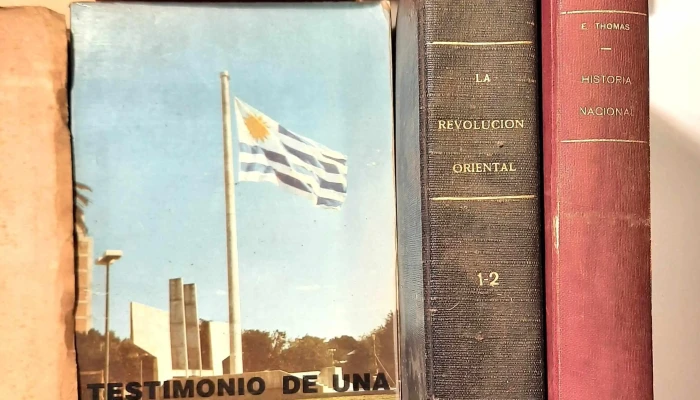 TESTIMONIO DE UNA
LA
REVOLUCION
ORIENTAL
1-2
E. THOMAS
HISTORIA
NACIONAL